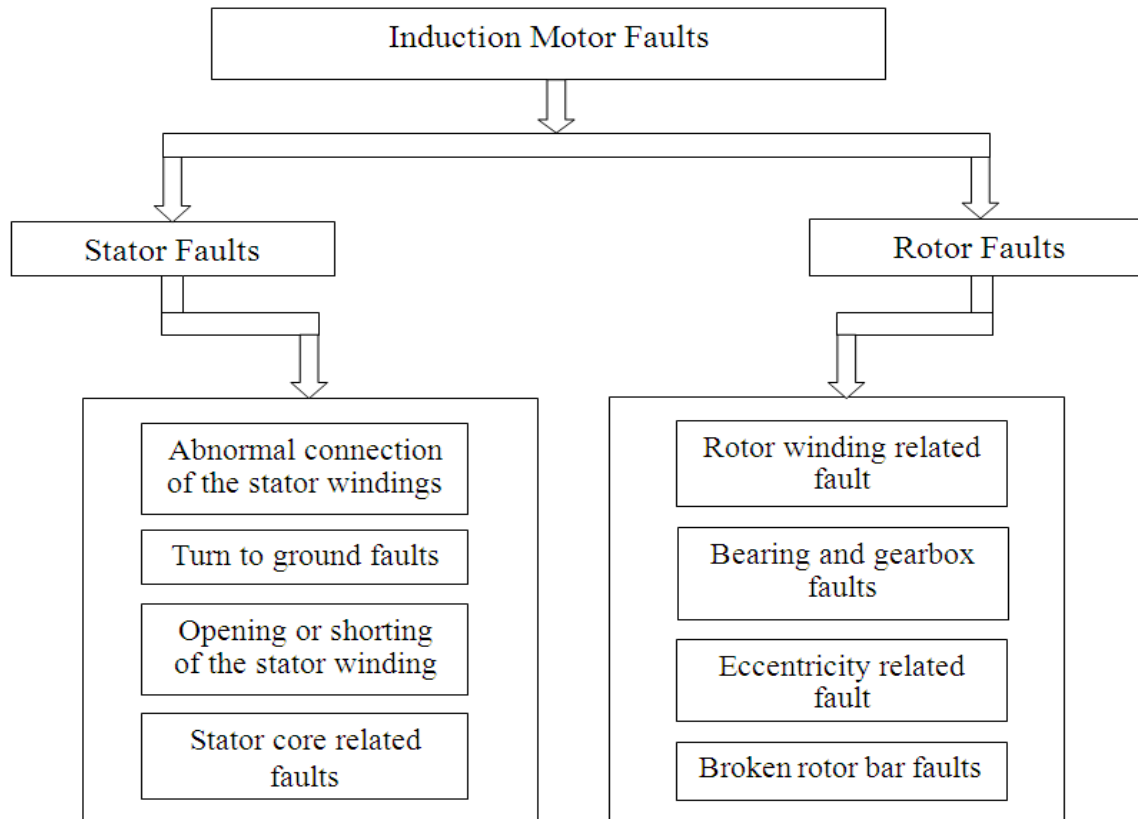 Induction Motor Faults
Stator Faults
Rotor Faults
Abnormal connection
of the stator windings
Turn to ground faults
Opening or shorting
of the stator winding
Stator core related
faults
Rotor winding related
fault
Bearing and gearbox
faults
Eccentricity related
fault
Broken rotor bar faults